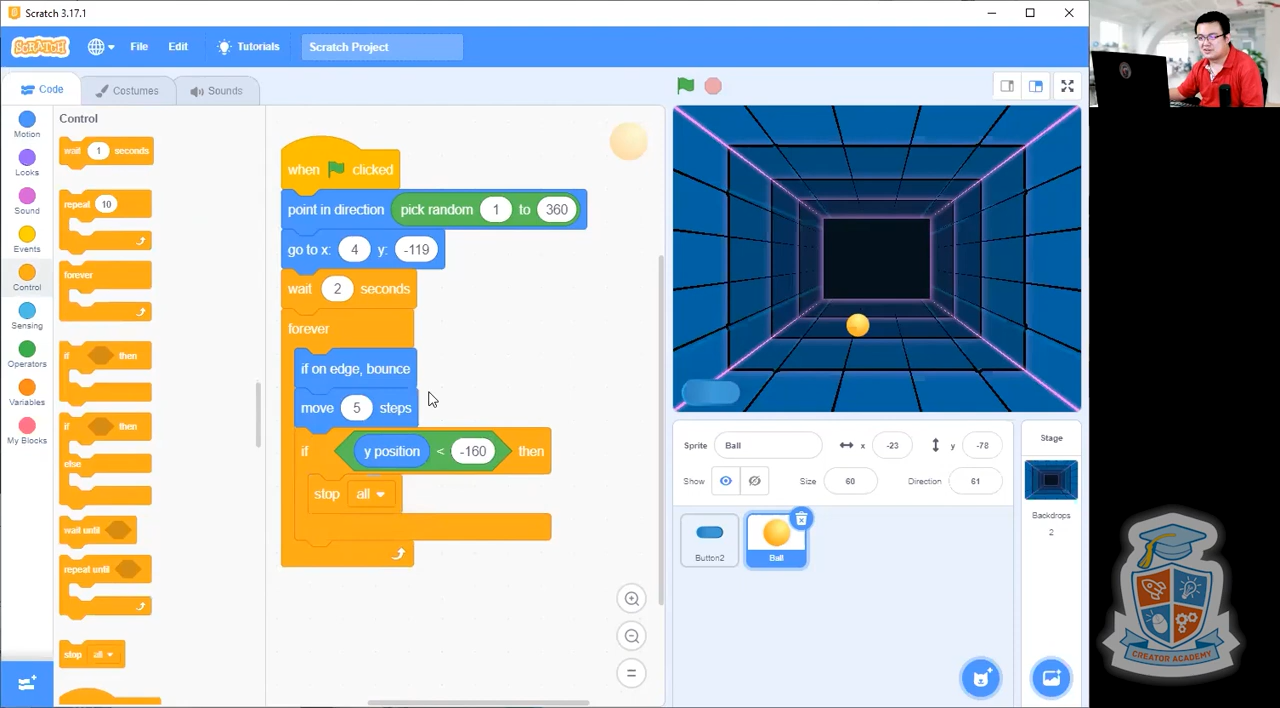 Scratch 3.17.1
SCRATCH
File
Edit
Tutorials
Scratch Project
Code
Costumes
Sounds
Motion
Looks
Sound
Events
Control
Sensing
Operators
Variables
My Blocks
Control
wait 1 seconds
repeat 10
forever
if then
if then
else
wait until
repeat until
stop all
when clicked
point in direction pick random 1 to 360
go to x: 4 y: -119
wait 2 seconds
forever
if on edge, bounce
move 5 steps
if y position < -160 then
stop all
Sprite Ball x -23 y -78
Show Size 60 Direction 61
Button2
Ball
Stage
Backdrops
2
CREATOR ACADEMY